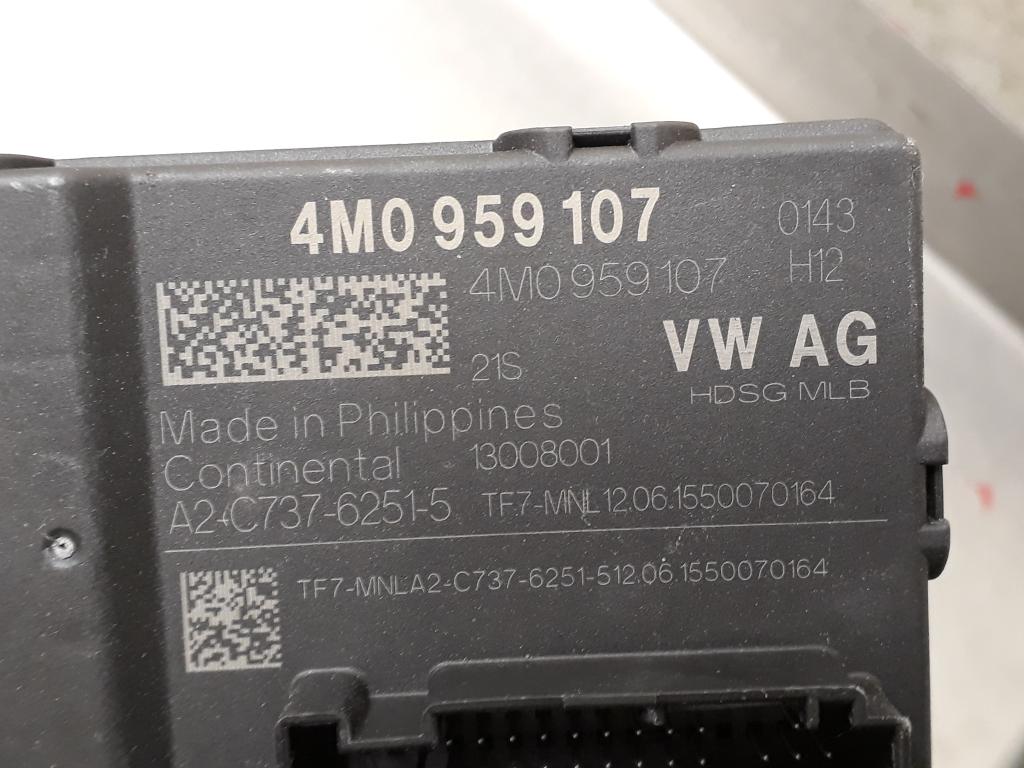 4M0 959 107
0143
4M0 959 107
H12
VW AG
21S
HDSG MLB
Made in Philippines
Continental 13008001
A2-C737-6251-5 TF7-MNL12.06.1550070164
TF7-MNLA2-C737-6251-512.06.1550070164